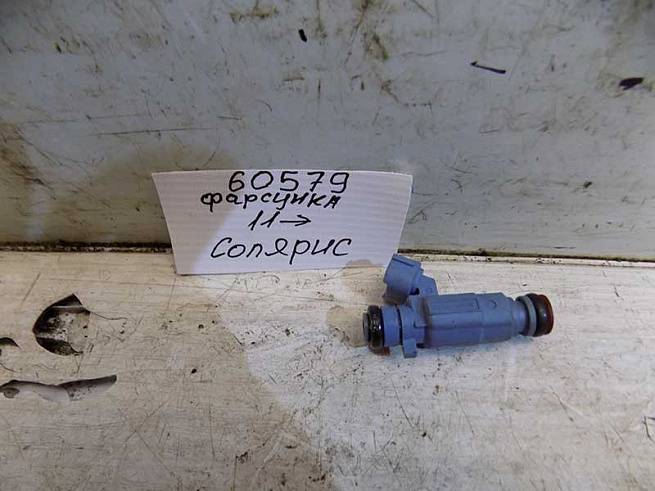 60579
фарсунка
11→
Солярис